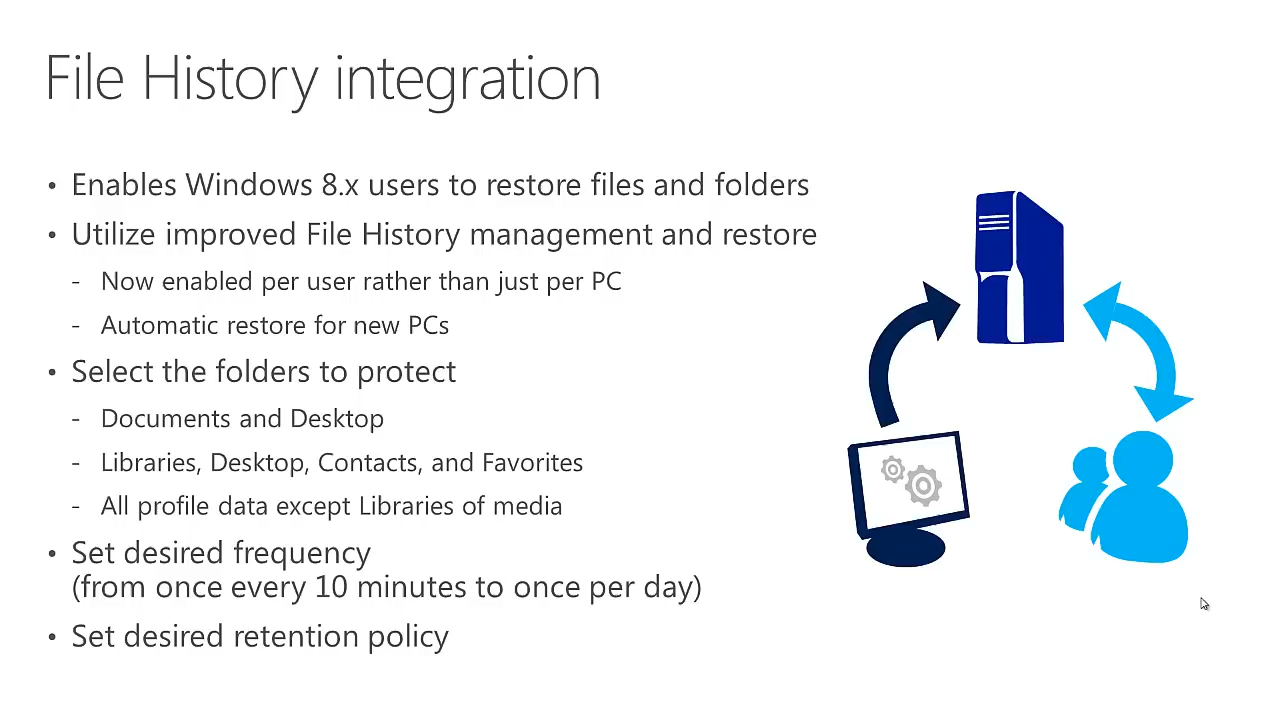 File History integration
• Enables Windows 8.x users to restore files and folders
• Utilize improved File History management and restore
- Now enabled per user rather than just per PC
- Automatic restore for new PCs
• Select the folders to protect
- Documents and Desktop
- Libraries, Desktop, Contacts, and Favorites
- All profile data except Libraries of media
• Set desired frequency
(from once every 10 minutes to once per day)
• Set desired retention policy